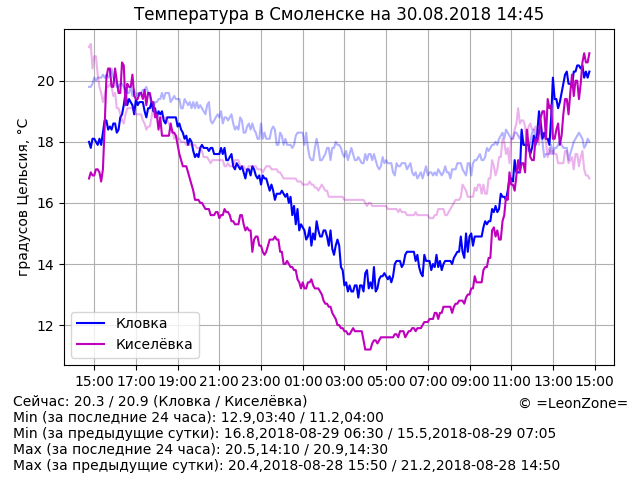 Температура в Смоленске на 30.08.2018 14:45
градусов Цельсия, °C
20
18
16
14
12
Кловка
Киселёвка
15:00 17:00 19:00 21:00 23:00 01:00 03:00 05:00 07:00 09:00 11:00 13:00 15:00
Сейчас: 20.3 / 20.9 (Кловка / Киселёвка)
© =LeonZone=
Min (за последние 24 часа): 12.9,03:40 / 11.2,04:00
Min (за предыдущие сутки): 16.8,2018-08-29 06:30 / 15.5,2018-08-29 07:05
Max (за последние 24 часа): 20.5,14:10 / 20.9,14:30
Max (за предыдущие сутки): 20.4,2018-08-28 15:50 / 21.2,2018-08-28 14:50